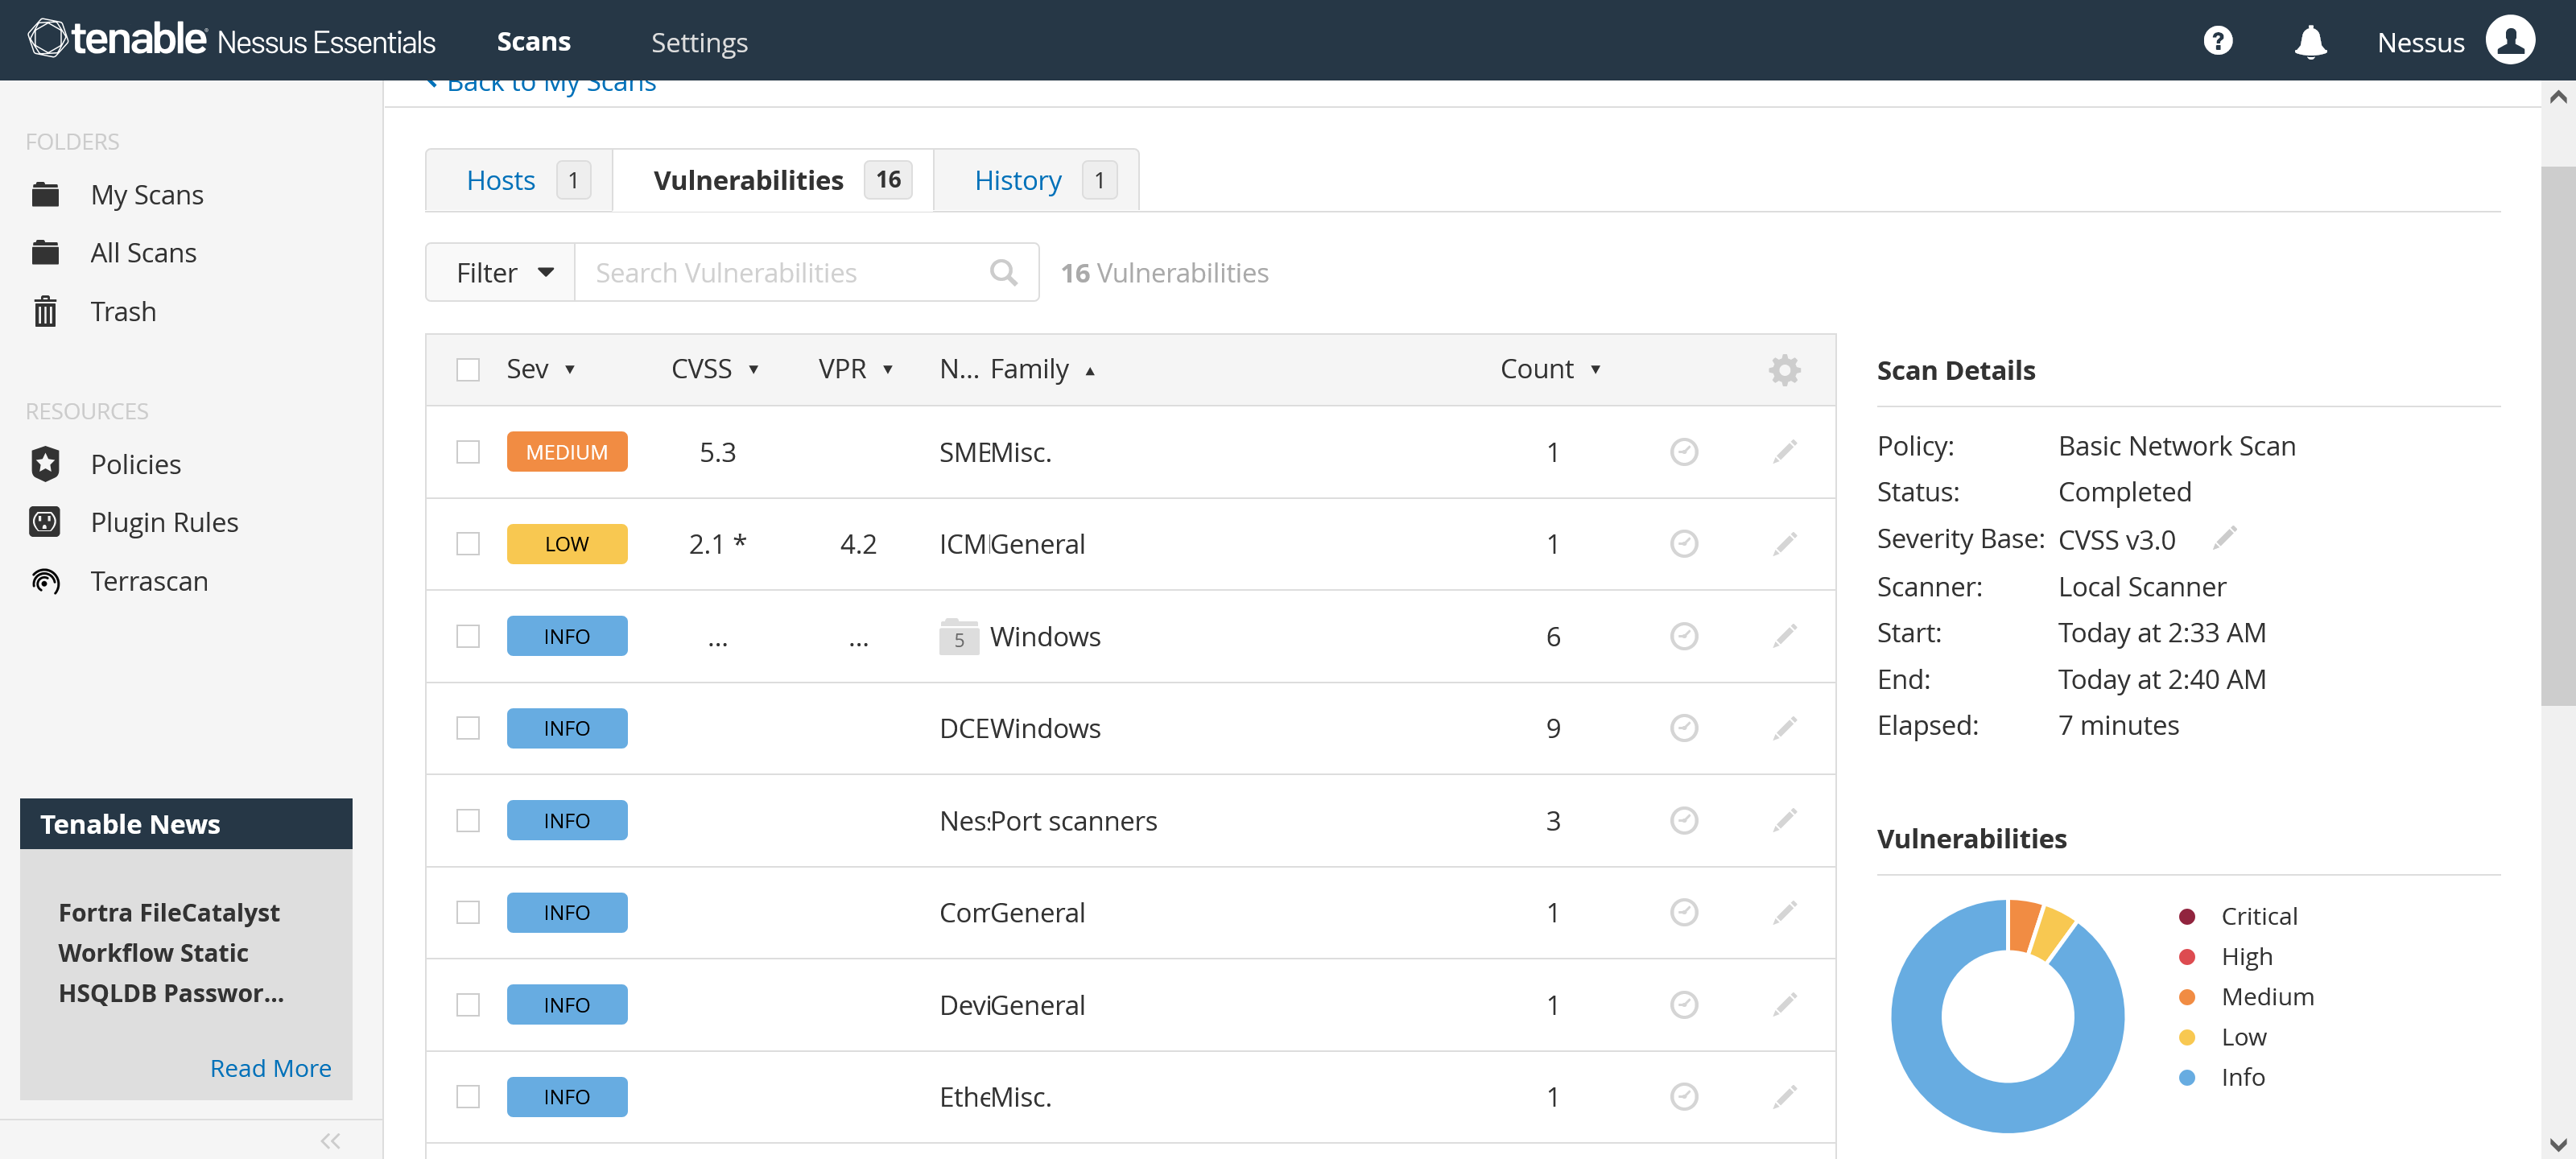 tenable Nessus Essentials Scans Settings Nessus
Back to My Scans
FOLDERS
My Scans
All Scans
Trash
RESOURCES
Policies
Plugin Rules
Terrascan
Tenable News
Fortra FileCatalyst
Workflow Static
HSQLDB Passwor...
Read More
Hosts 1 Vulnerabilities 16 History 1
Filter Search Vulnerabilities 16 Vulnerabilities
Sev CVSS VPR N... Family Count
MEDIUM 5.3 Misc. 1
LOW 2.1 * 4.2 ICM General 1
INFO ... ... 5 Windows 6
INFO DCE Windows 9
INFO Nes Port scanners 3
INFO General 1
INFO Devi General 1
INFO Ethe Misc. 1
Scan Details
Policy: Basic Network Scan
Status: Completed
Severity Base: CVSS v3.0
Scanner: Local Scanner
Start: Today at 2:33 AM
End: Today at 2:40 AM
Elapsed: 7 minutes
Vulnerabilities
Critical
High
Medium
Low
Info